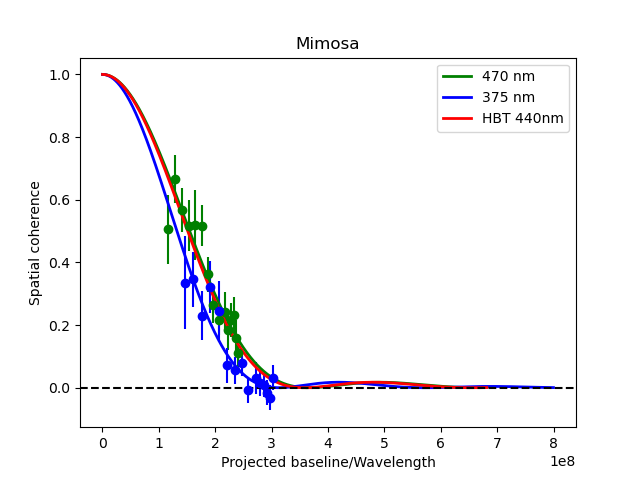 Mimosa
470 nm
375 nm
HBT 440nm
Spatial coherence
1.0
0.8
0.6
0.4
0.2
0.0
0 1 2 3 4 5 6 7 8
1e8
Projected baseline/Wavelength